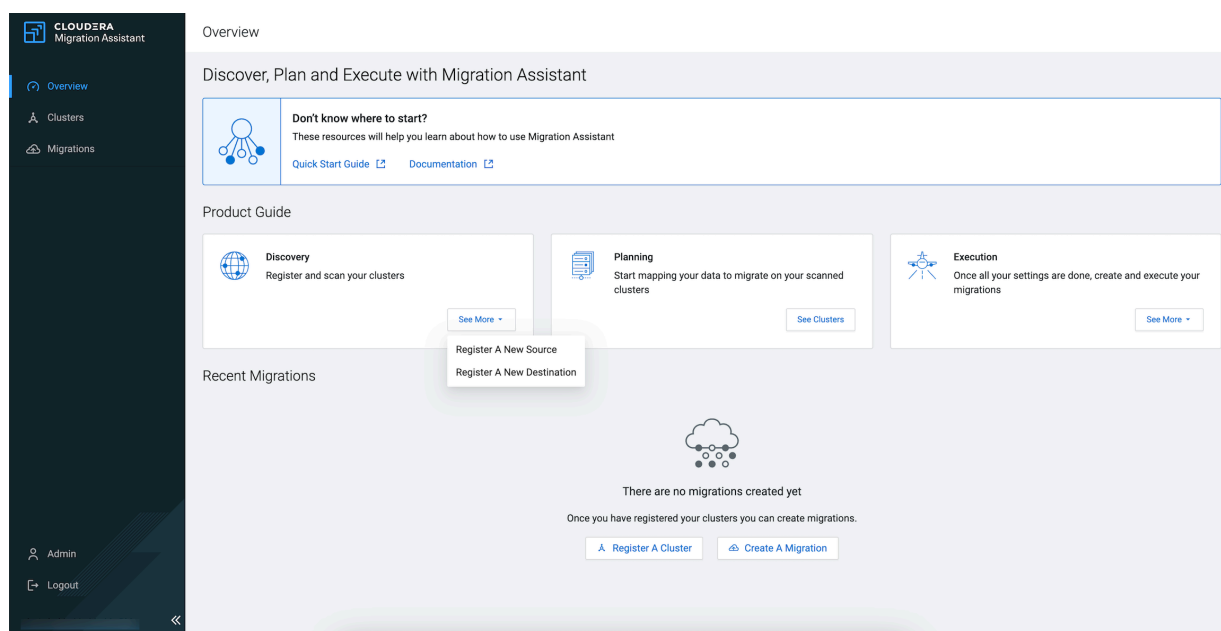 CLOUDERA
Migration Assistant
Overview
Clusters
Migrations
Admin
Logout
Overview
Discover, Plan and Execute with Migration Assistant
Don't know where to start?
These resources will help you learn about how to use Migration Assistant
Quick Start Guide
Documentation
Product Guide
Discovery
Register and scan your clusters
See More
Register A New Source
Register A New Destination
Planning
Start mapping your data to migrate on your scanned
clusters
See Clusters
Execution
Once all your settings are done, create and execute your
migrations
See More
Recent Migrations
There are no migrations created yet
Once you have registered your clusters you can create migrations.
Register A Cluster
Create A Migration